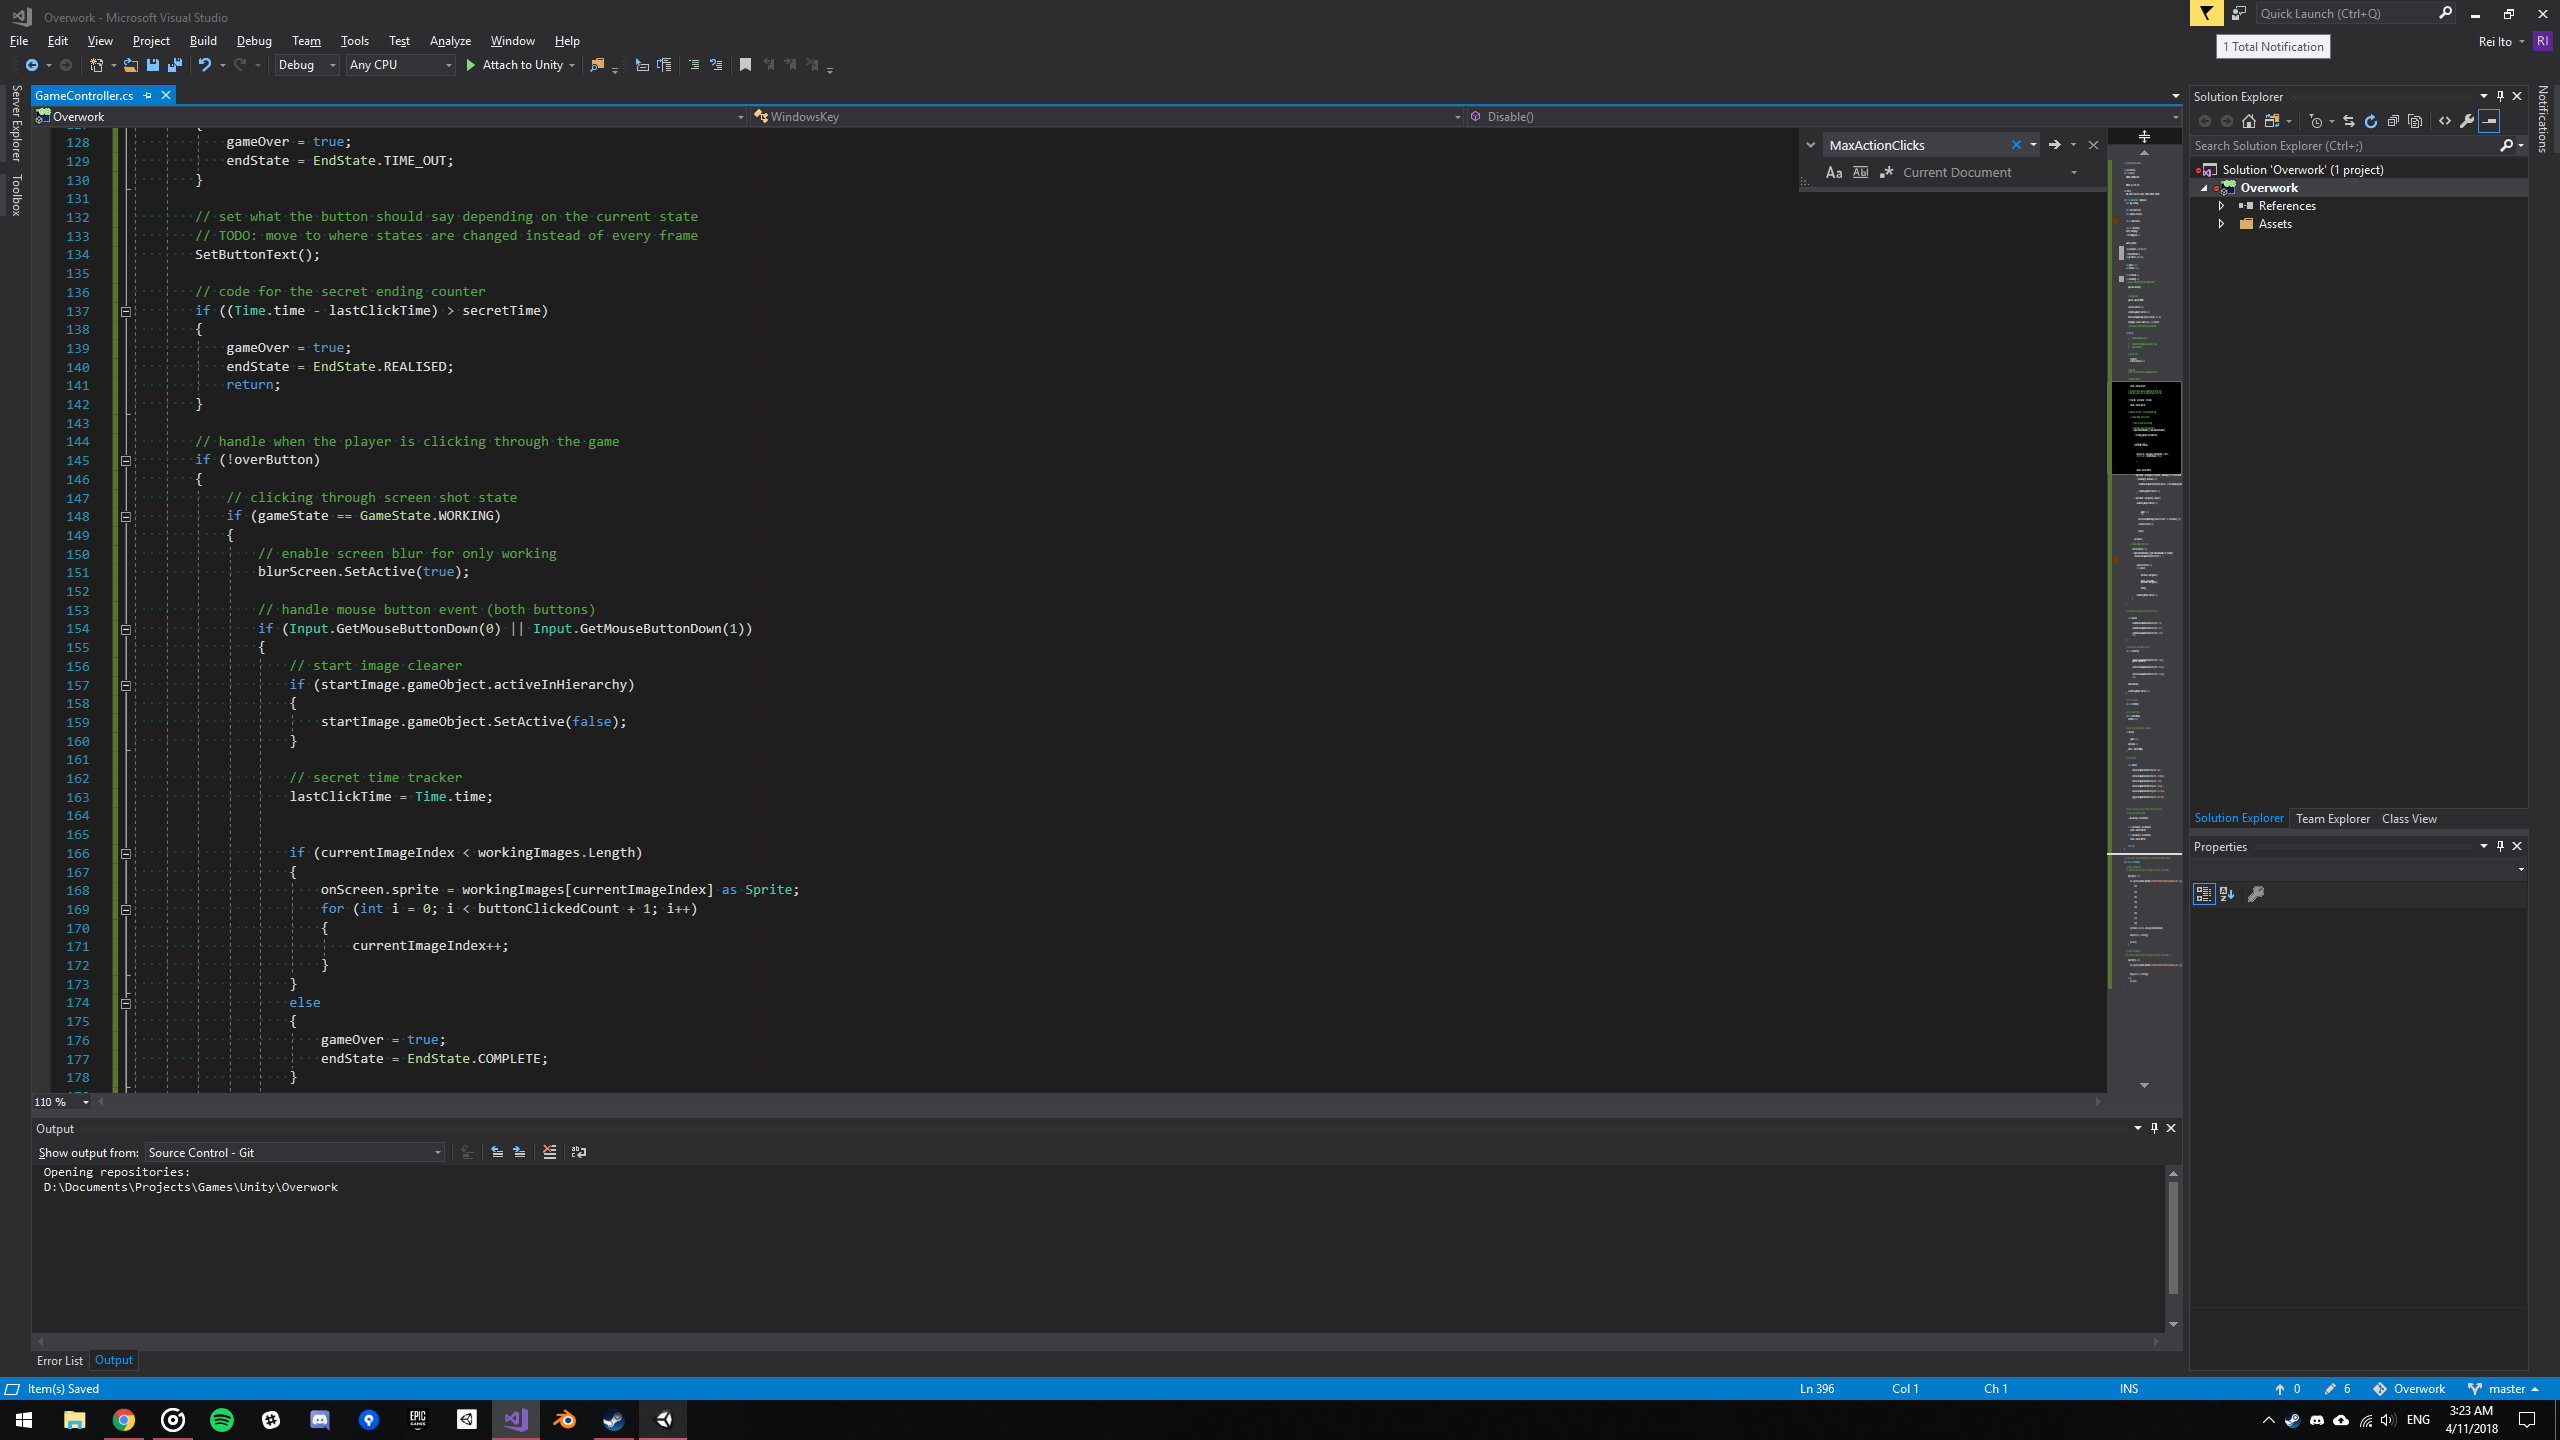 Overwork - Microsoft Visual Studio
Quick Launch (Ctrl+Q)
File Edit View Project Build Debug Team Tools Test Analyze Window Help
1 Total Notification
Rei Ito RI
Debug Any CPU Attach to Unity
Server Explorer
Toolbox
GameController.cs
Overwork WindowsKey Disable()
MaxActionClicks
Aa Current Document
128 gameOver = true;
129 endState = EndState.TIME_OUT;
130 }
131
132 // set what the button should say depending on the current state
133 // TODO: move to where states are changed instead of every frame
134 SetButtonText();
135
136 // code for the secret ending counter
137 if ((Time.time - lastClickTime) > secretTime)
138 {
139 gameOver = true;
140 endState = EndState.REALISED;
141 return;
142 }
143
144 // handle when the player is clicking through the game
145 if (!overButton)
146 {
147 // clicking through screen shot state
148 if (gameState == GameState.WORKING)
149 {
150 // enable screen blur for only working
151 blurScreen.SetActive(true);
152
153 // handle mouse button event (both buttons)
154 if (Input.GetMouseButtonDown(0) || Input.GetMouseButtonDown(1))
155 {
156 // start image clearer
157 if (startImage.gameObject.activeInHierarchy)
158 {
159 startImage.gameObject.SetActive(false);
160 }
161
162 // secret time tracker
163 lastClickTime = Time.time;
164
165
166 if (currentImageIndex < workingImages.Length)
167 {
168 onScreen.sprite = workingImages[currentImageIndex] as Sprite;
169 for (int i = 0; i < buttonClickedCount + 1; i++)
170 {
171 currentImageIndex++;
172 }
173 }
174 else
175 {
176 gameOver = true;
177 endState = EndState.COMPLETE;
178 }
110 %
Solution Explorer
Search Solution Explorer (Ctrl+;)
Solution 'Overwork' (1 project)
Overwork
References
Assets
Solution Explorer Team Explorer Class View
Properties
Notifications
Output
Show output from: Source Control - Git
Opening repositories:
D:\Documents\Projects\Games\Unity\Overwork
Error List Output
Item(s) Saved Ln 396 Col 1 Ch 1 INS 0 6 Overwork master
EPIC GAMES
ENG
3:23 AM
4/11/2018